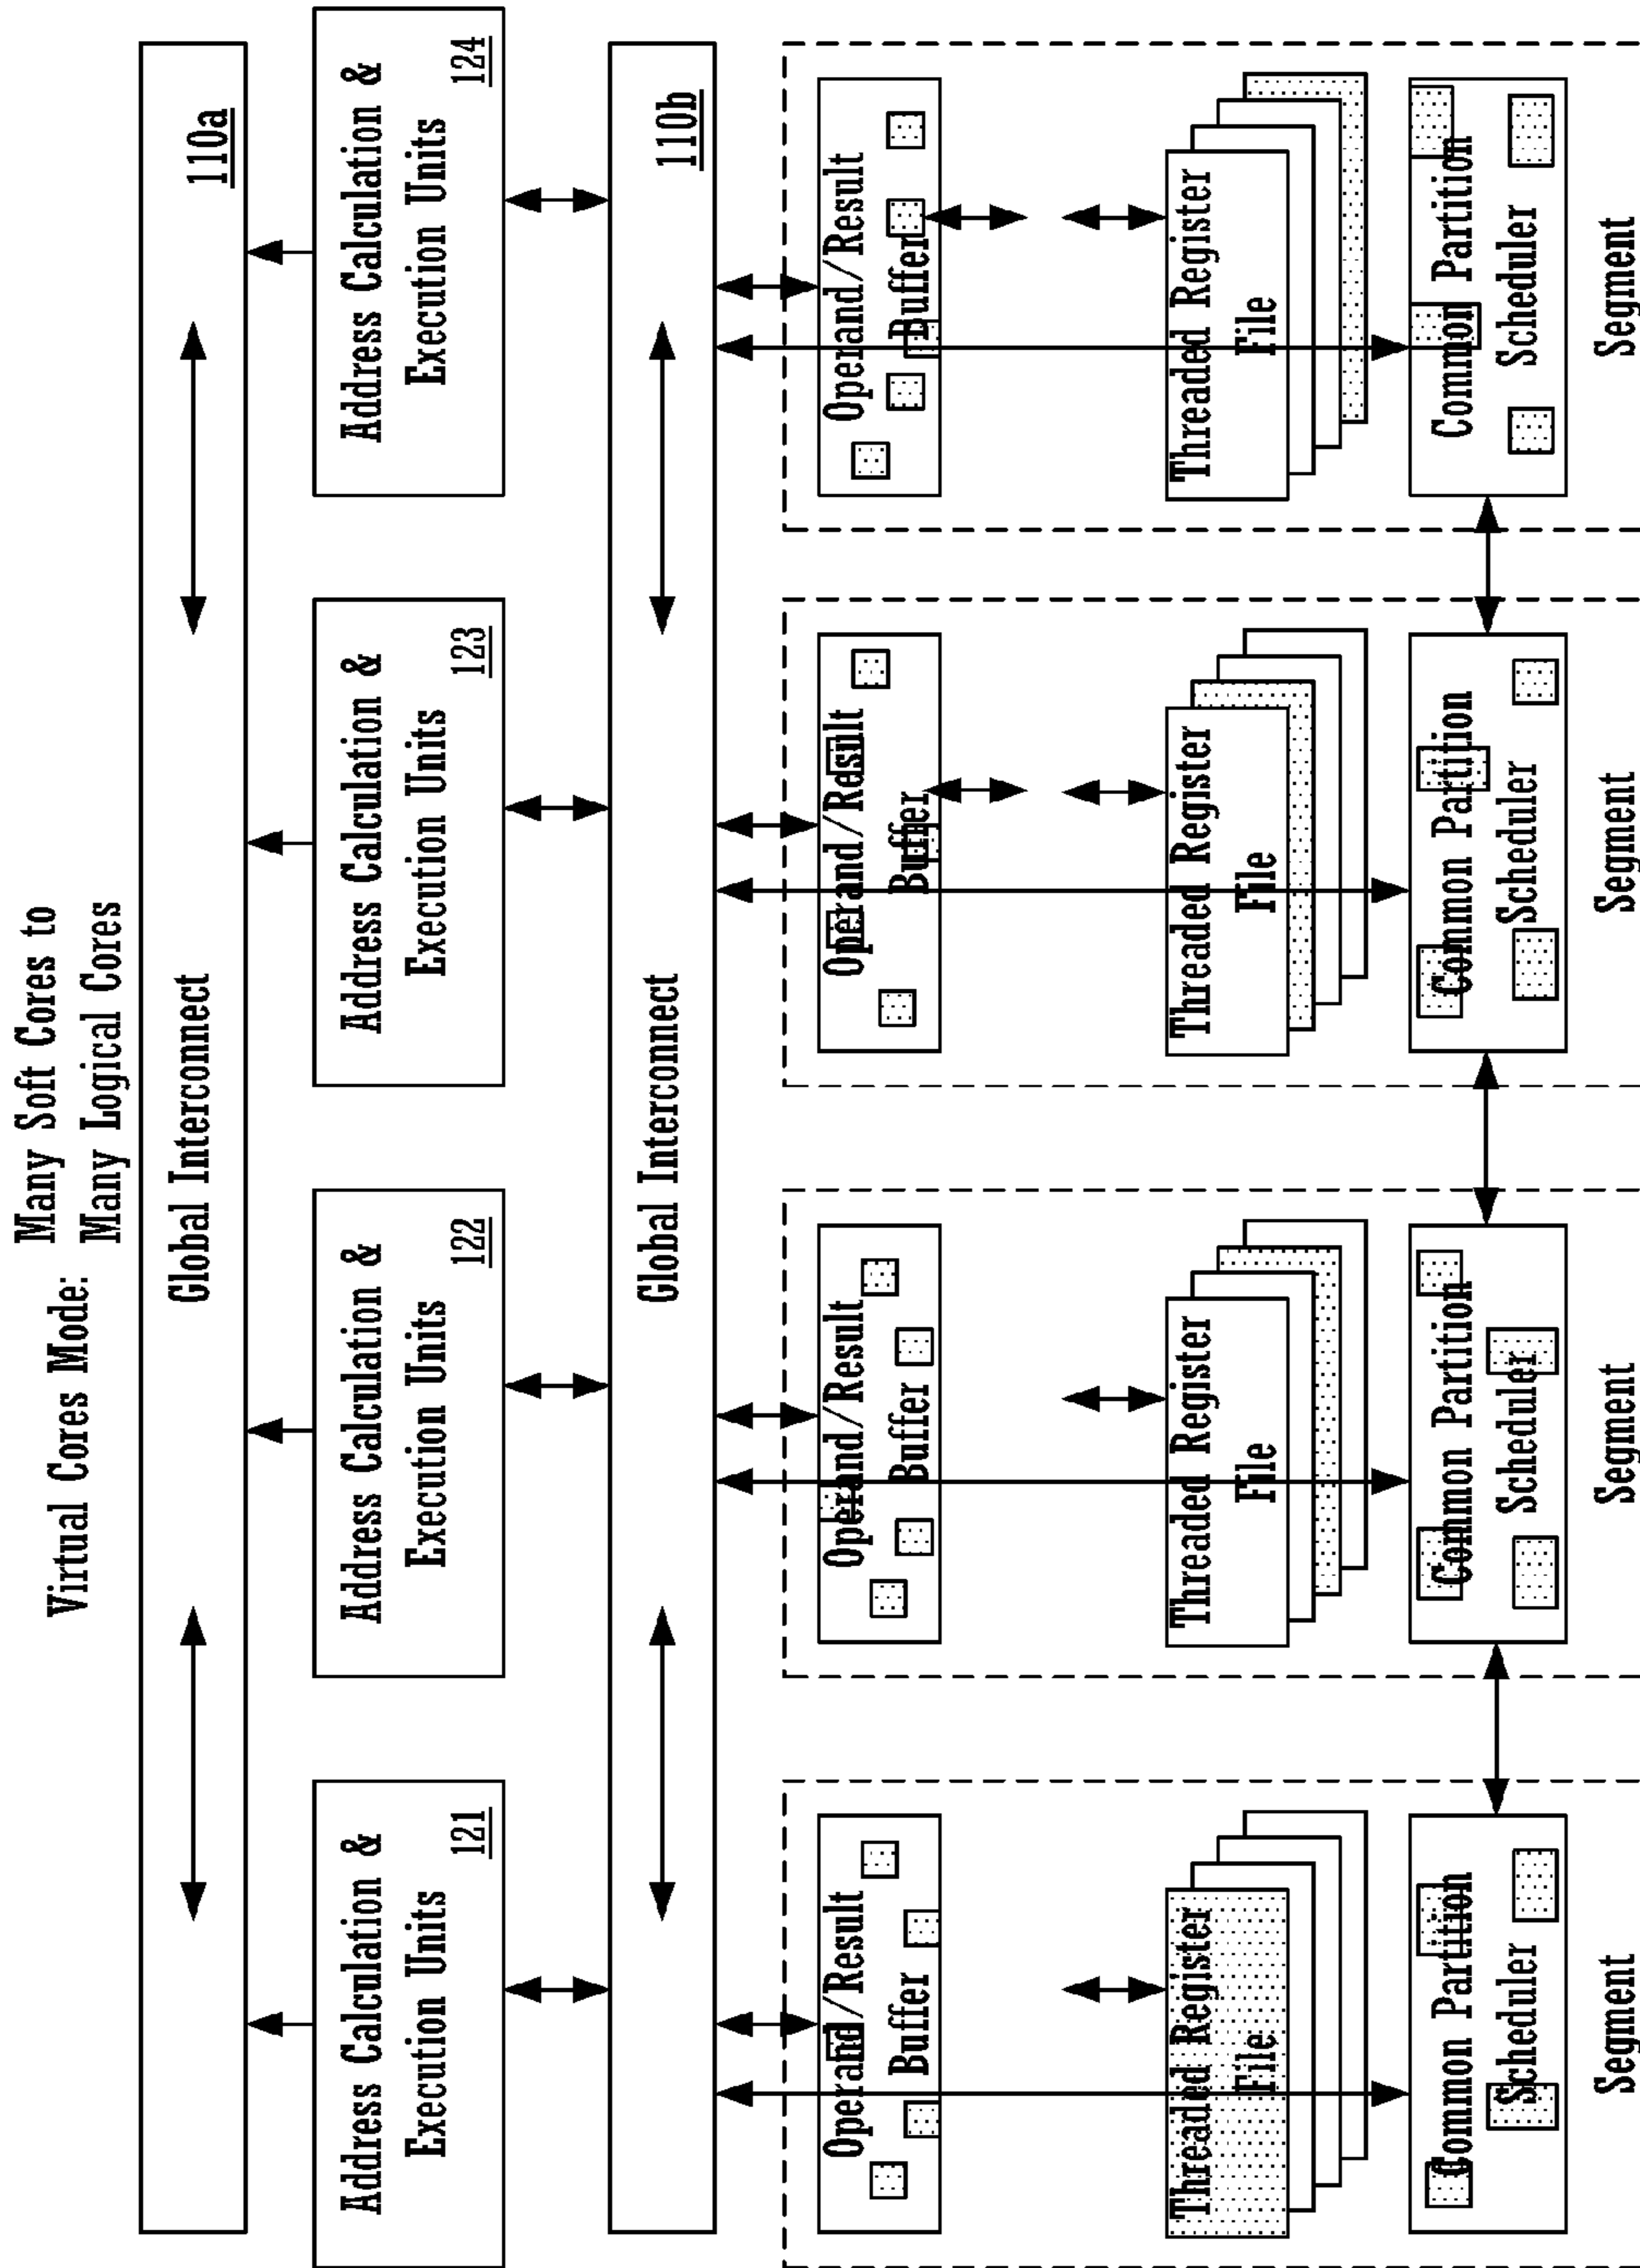 Virtual Cores Mode:
Many Soft Cores to
Many Logical Cores
Global Interconnect
110a
Address Calculation &
Execution Units
121
Address Calculation &
Execution Units
122
Address Calculation &
Execution Units
123
Address Calculation &
Execution Units
124
Global Interconnect
110b
Operand/Result
Buffer
Operand/Result
Buffer
Operand/Result
Buffer
Operand/Result
Buffer
Threaded Register
File
Threaded Register
File
Threaded Register
File
Threaded Register
File
Common Partition
Scheduler
Common Partition
Scheduler
Common Partition
Scheduler
Common Partition
Scheduler
Segment
Segment
Segment
Segment